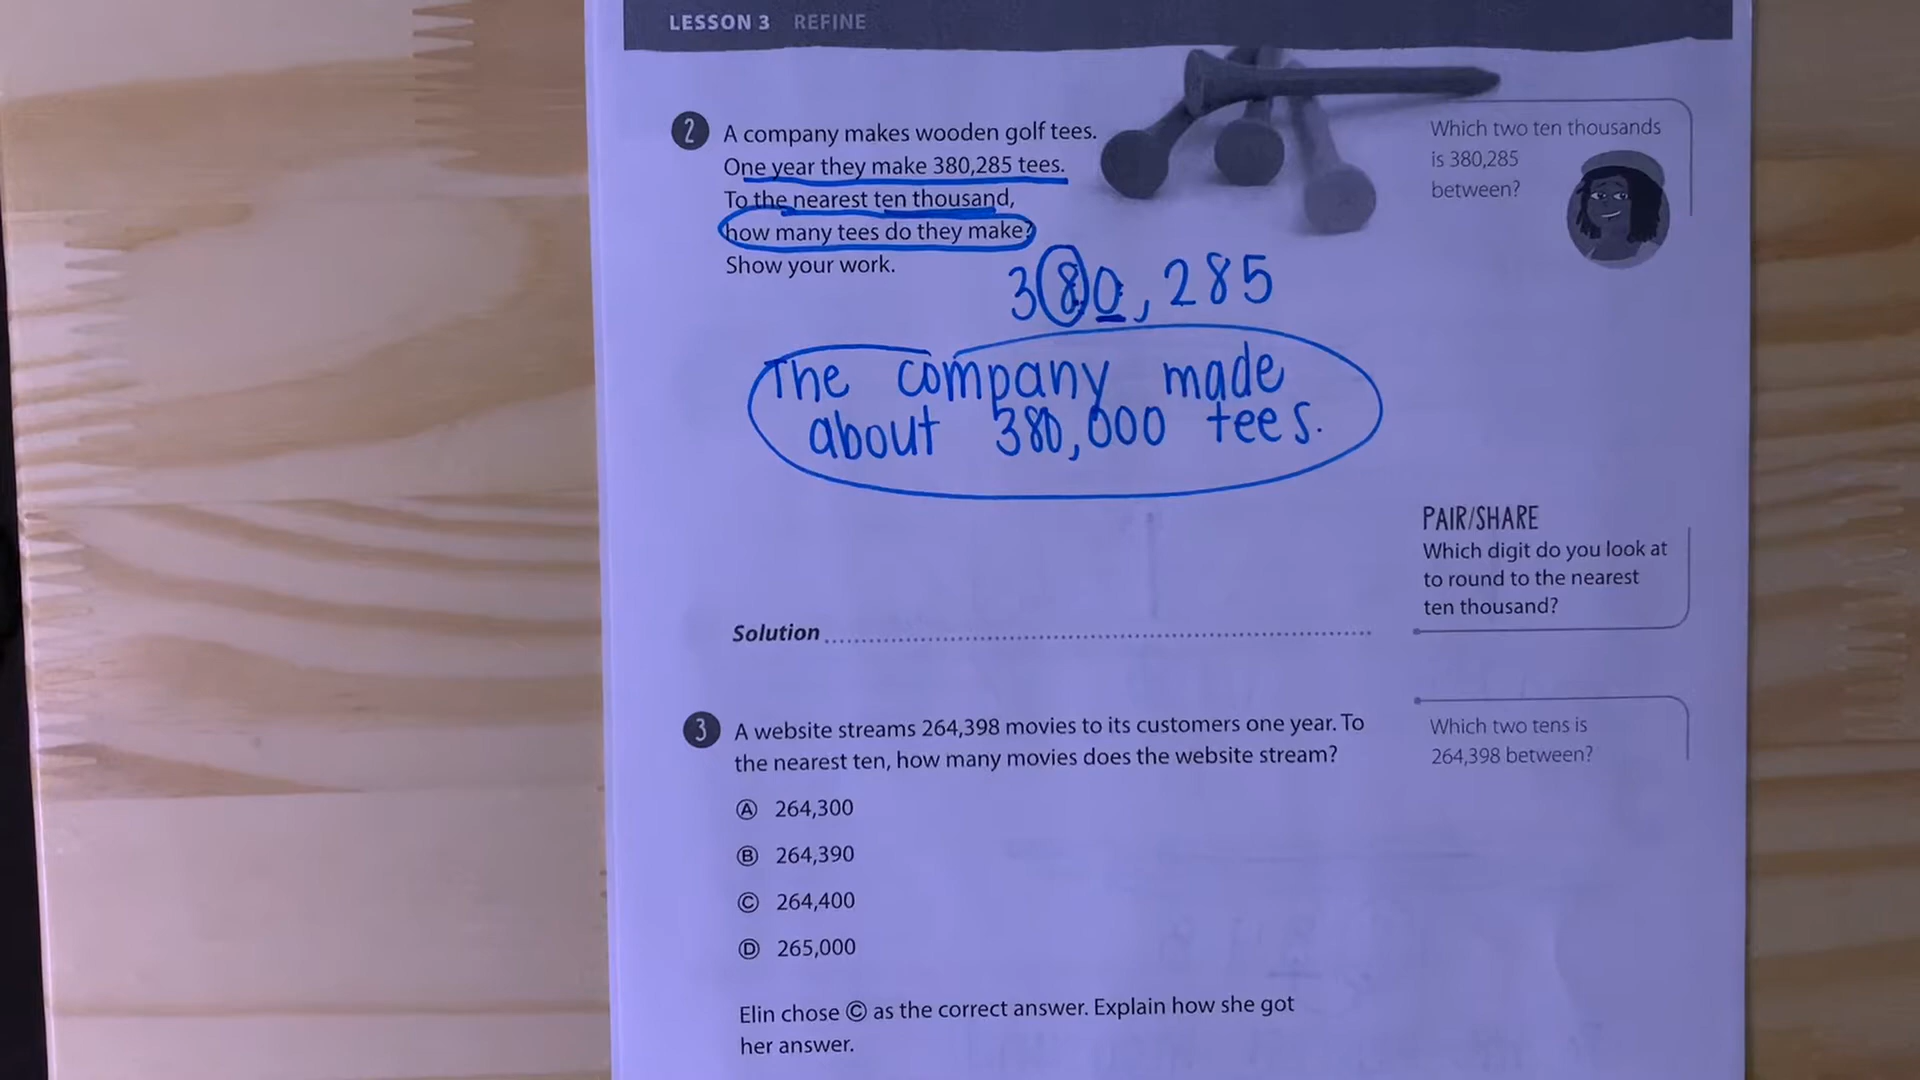 LESSON 3 REFINE
2 A company makes wooden golf tees.
One year they make 380,285 tees.
To the nearest ten thousand,
how many tees do they make?
Show your work.
Which two ten thousands
is 380,285
between?
380,285
The company made
about 380,000 tees.
PAIR/SHARE
Which digit do you look at
to round to the nearest
ten thousand?
Solution
3 A website streams 264,398 movies to its customers one year. To
the nearest ten, how many movies does the website stream?
Which two tens is
264,398 between?
A 264,300
B 264,390
C 264,400
D 265,000
Elin chose C as the correct answer. Explain how she got
her answer.